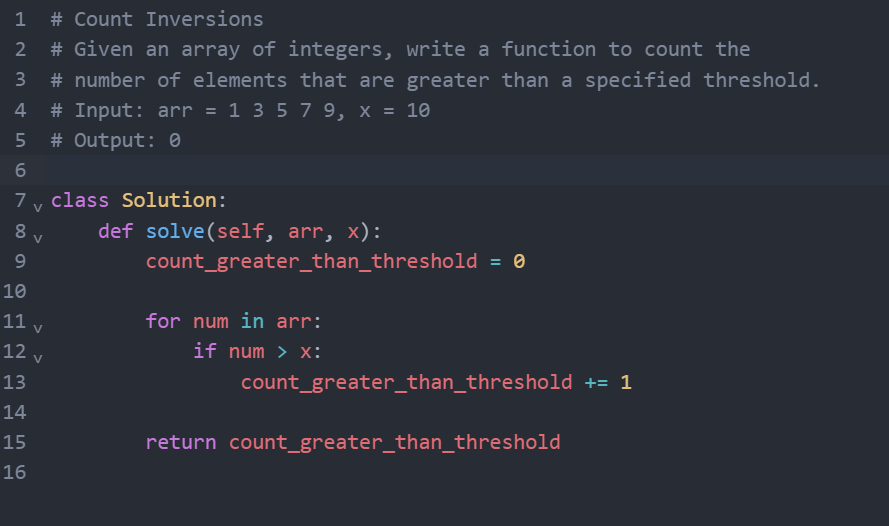 1 # Count Inversions
2 # Given an array of integers, write a function to count the
3 # number of elements that are greater than a specified threshold.
4 # Input: arr = 1 3 5 7 9, x = 10
5 # Output: 0
6
7 class Solution:
8     def solve(self, arr, x):
9         count_greater_than_threshold = 0
10
11         for num in arr:
12             if num > x:
13                 count_greater_than_threshold += 1
14
15         return count_greater_than_threshold
16